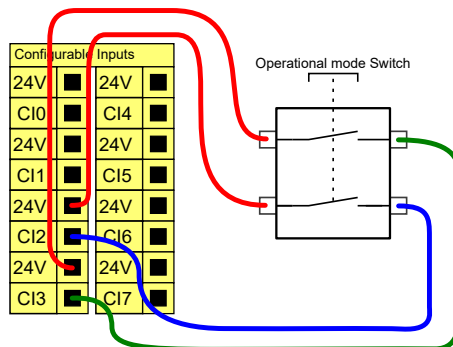 Configurable Inputs
Operational mode Switch
24V 24V
CI0 CI4
24V 24V
CI1 CI5
24V 24V
CI2 CI6
24V 24V
CI3 CI7